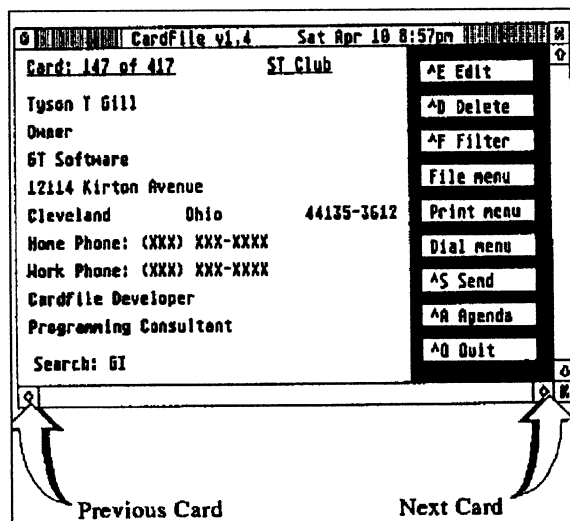 CardFile v1.4 Sat Apr 10 8:57pm
Card: 147 of 417 ST Club
Tyson T Gill
Owner
GT Software
12114 Kirton Avenue
Cleveland Ohio 44135-3612
Home Phone: (XXX) XXX-XXXX
Work Phone: (XXX) XXX-XXXX
Cardfile Developer
Programming Consultant
Search: GI
^E Edit
^D Delete
^F Filter
File menu
Print menu
Dial menu
^S Send
^A Agenda
^Q Quit
Previous Card
Next Card